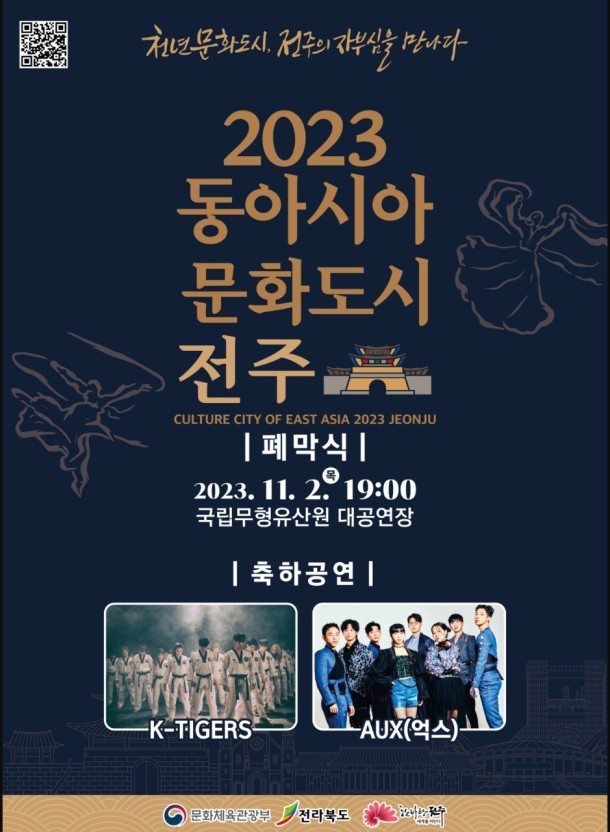 천년문화도시, 전주의 자부심을 만나다
2023
동아시아
문화도시
전주
CULTURE CITY OF EAST ASIA 2023 JEONJU
| 폐막식 |
2023. 11. 2. 목 19:00
국립무형유산원 대공연장
| 축하공연 |
K-TIGERS
AUX(억스)
문화체육관광부 전라북도 전주